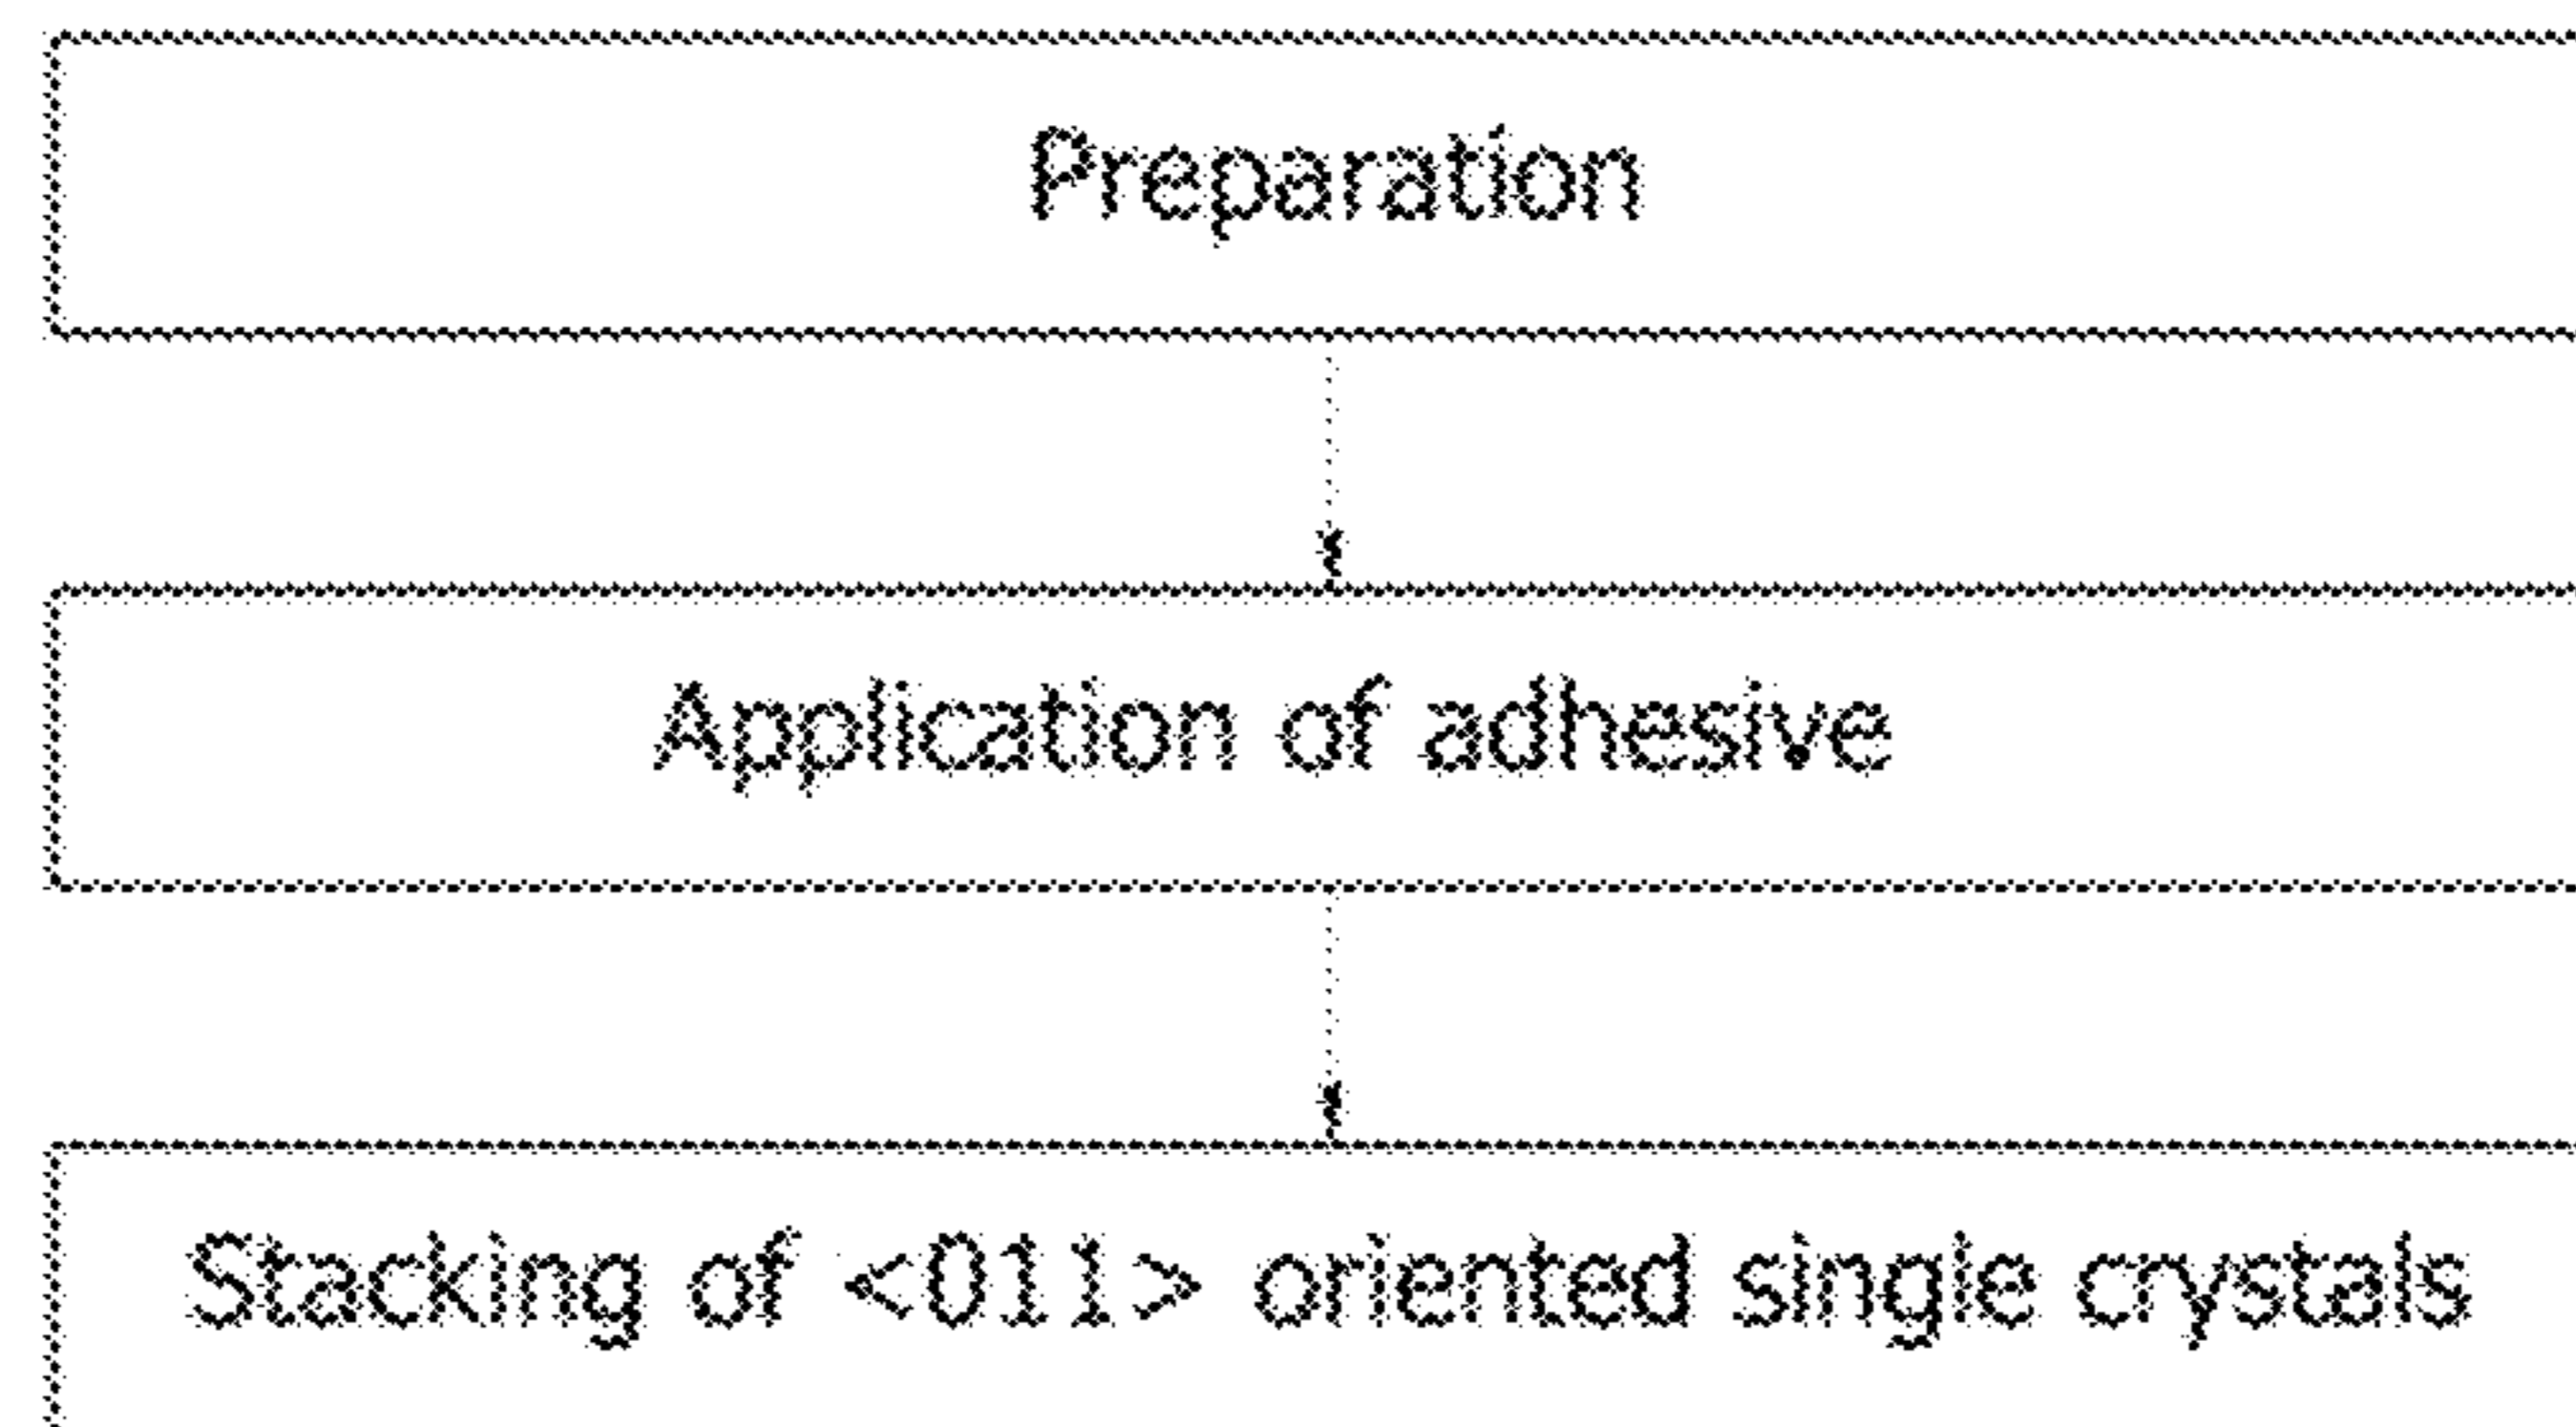 Preparation
Application of adhesive
Stacking of <011> oriented single crystals